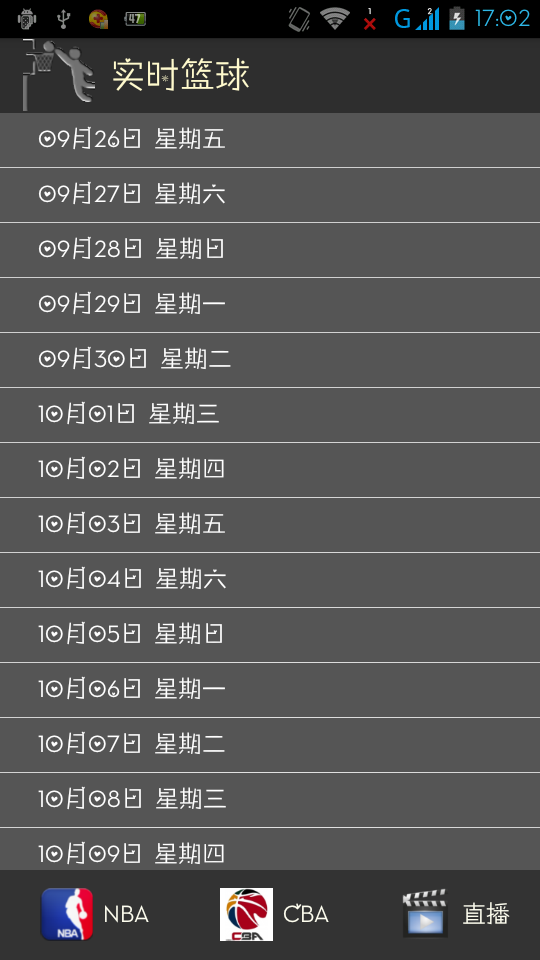 47 1 G 2 17:02
实时篮球
09月26日 星期五
09月27日 星期六
09月28日 星期日
09月29日 星期一
09月30日 星期二
10月01日 星期三
10月02日 星期四
10月03日 星期五
10月04日 星期六
10月05日 星期日
10月06日 星期一
10月07日 星期二
10月08日 星期三
10月09日 星期四
NBA NBA CBA CBA 直播